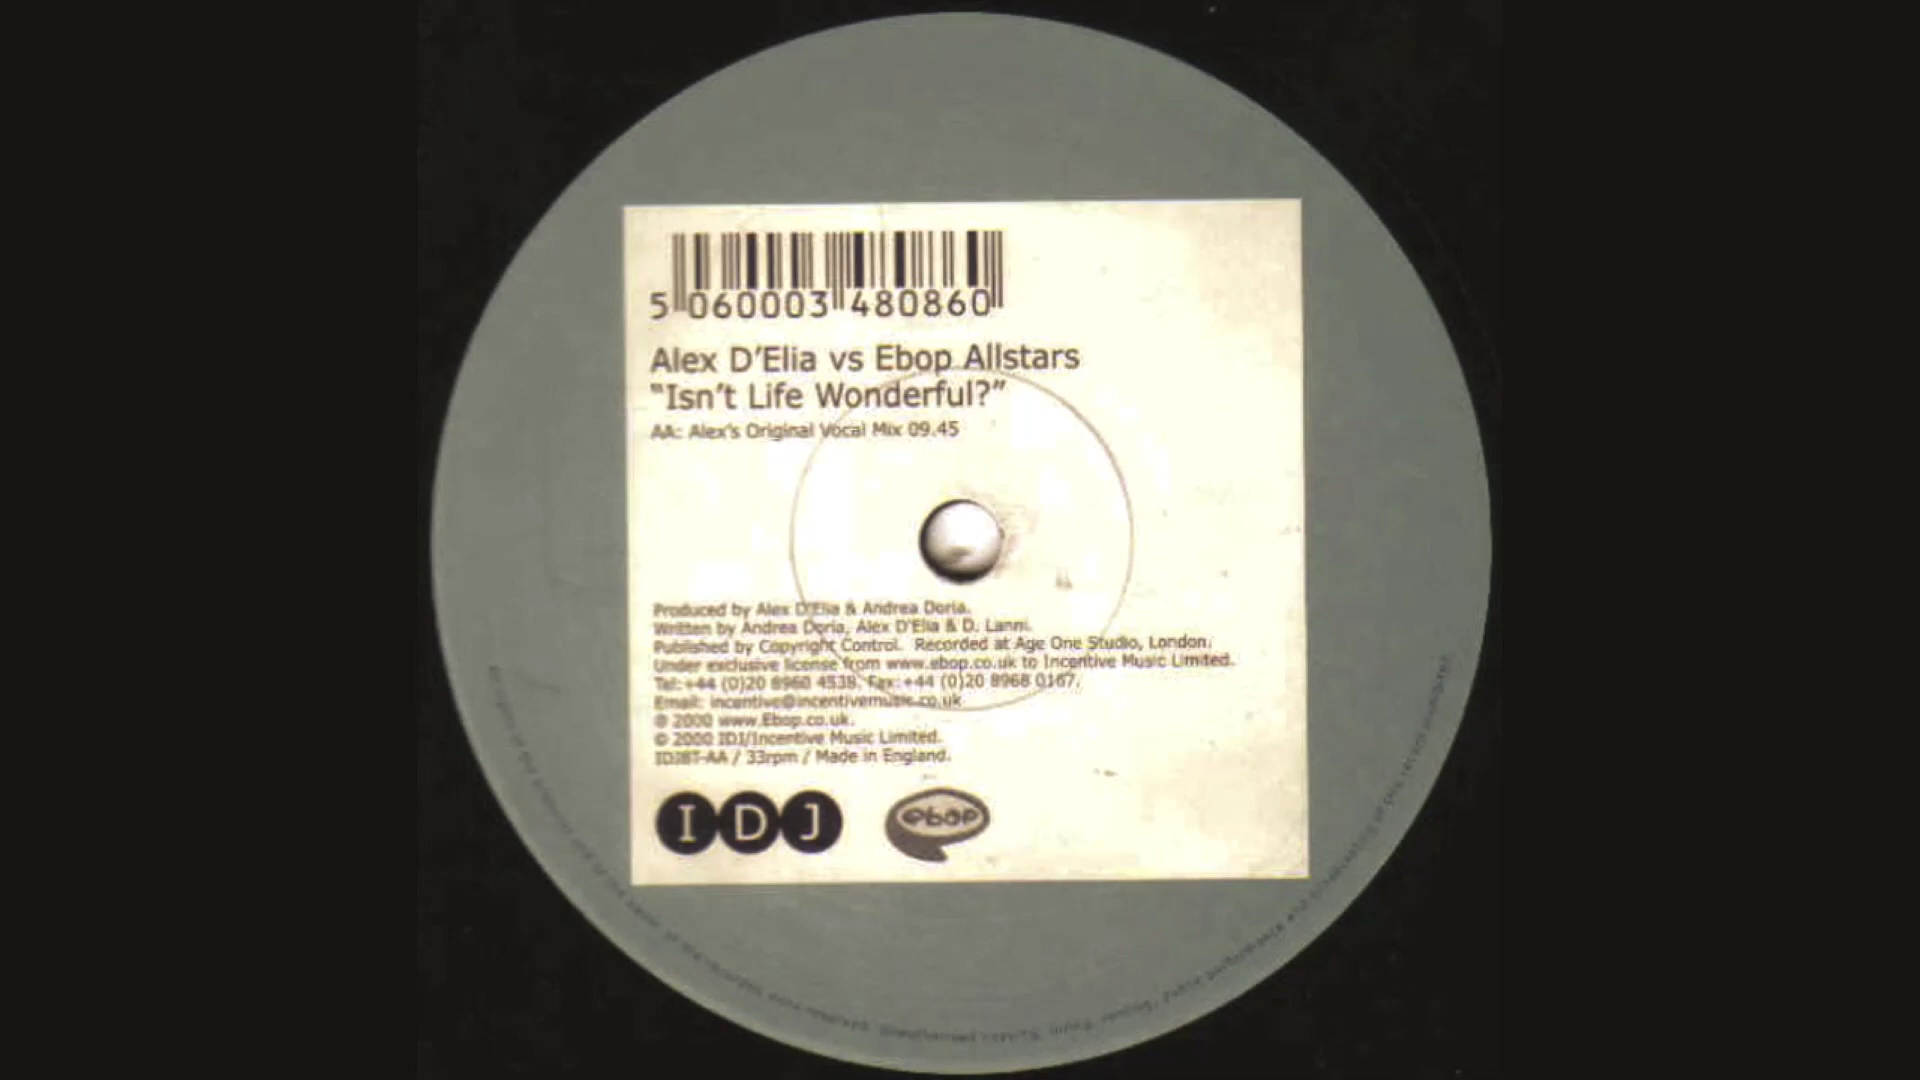 5 060003 480860
Alex D'Elia vs Ebop Allstars
"Isn't Life Wonderful?"
AA: Alex's Original Vocal Mix 09.45
Produced by Alex D'Elia & Andrea Doria.
Written by Andrea Doria, Alex D'Elia & D. Lanni.
Published by Copyright Control. Recorded at Age One Studio, London.
Under exclusive license from www.ebop.co.uk to Incentive Music Limited.
Tel: +44 (0)20 8960 4538. Fax: +44 (0)20 8968 0167.
Email: incentive@incentivemusic.co.uk
℗ 2000 www.Ebop.co.uk.
© 2000 IDJ/Incentive Music Limited.
IDJ8T-AA / 33rpm / Made in England.
IDJ
ebop